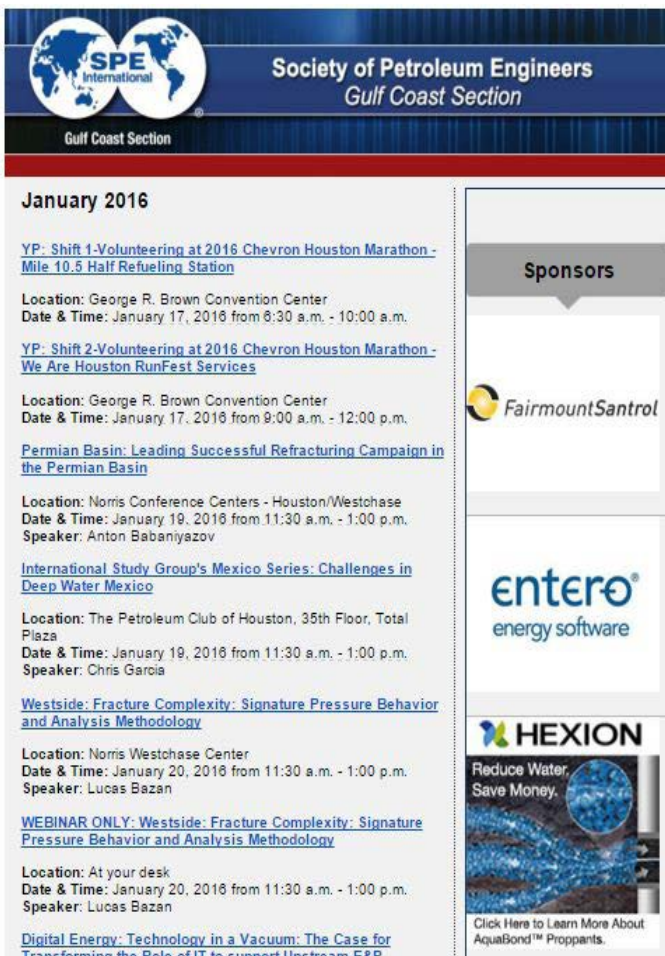 SPE
International
®
Gulf Coast Section
Society of Petroleum Engineers
Gulf Coast Section
January 2016
YP: Shift 1-Volunteering at 2016 Chevron Houston Marathon -
Mile 10.5 Half Refueling Station
Location: George R. Brown Convention Center
Date & Time: January 17, 2016 from 6:30 a.m. - 10:00 a.m.
YP: Shift 2-Volunteering at 2016 Chevron Houston Marathon -
We Are Houston RunFest Services
Location: George R. Brown Convention Center
Date & Time: January 17, 2016 from 9:00 a.m. - 12:00 p.m.
Permian Basin: Leading Successful Refracturing Campaign in
the Permian Basin
Location: Norris Conference Centers - Houston/Westchase
Date & Time: January 19, 2016 from 11:30 a.m. - 1:00 p.m.
Speaker: Anton Babaniyazov
International Study Group's Mexico Series: Challenges in
Deep Water Mexico
Location: The Petroleum Club of Houston, 35th Floor, Total
Plaza
Date & Time: January 19, 2016 from 11:30 a.m. - 1:00 p.m.
Speaker: Chris Garcia
Westside: Fracture Complexity: Signature Pressure Behavior
and Analysis Methodology
Location: Norris Westchase Center
Date & Time: January 20, 2016 from 11:30 a.m. - 1:00 p.m.
Speaker: Lucas Bazan
WEBINAR ONLY: Westside: Fracture Complexity: Signature
Pressure Behavior and Analysis Methodology
Location: At your desk
Date & Time: January 20, 2016 from 11:30 a.m. - 1:00 p.m.
Speaker: Lucas Bazan
Digital Energy: Technology in a Vacuum: The Case for
Transforming the Role of IT to support Upstream E&P
Sponsors
FairmountSantrol
entero®
energy software
HEXION
Reduce Water,
Save Money.
Click Here to Learn More About
AquaBond™ Proppants.